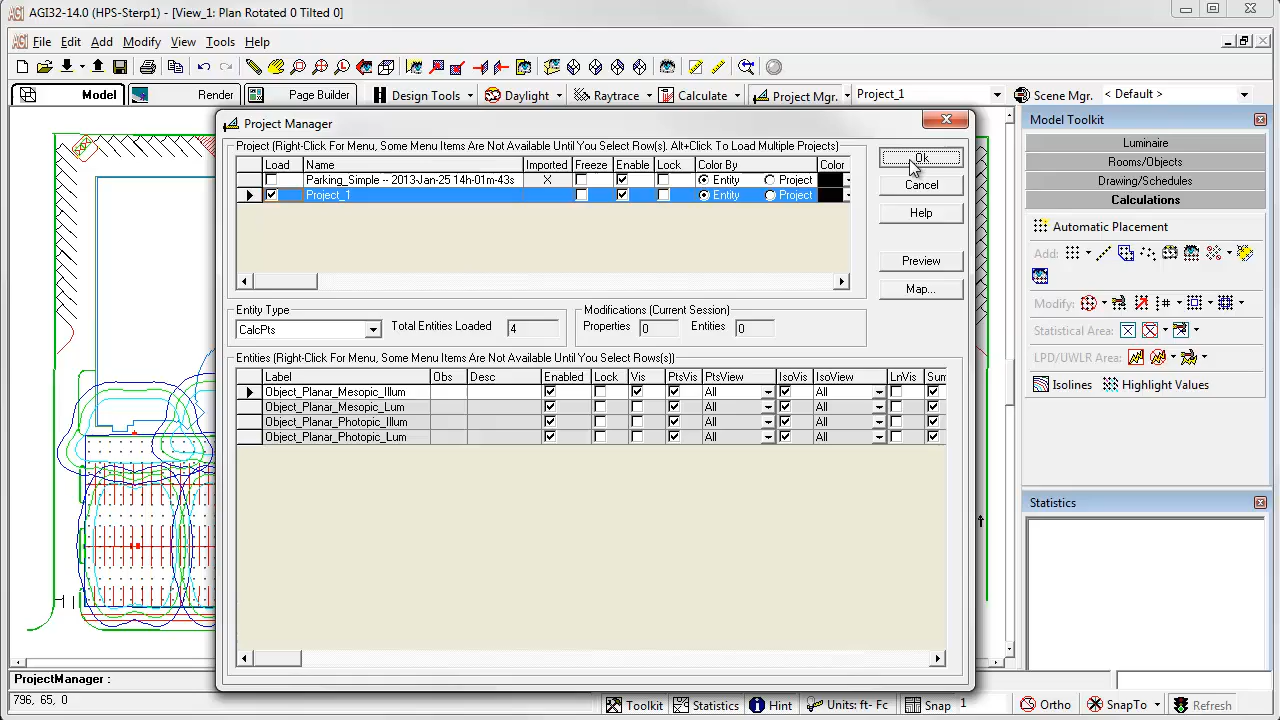 AGI32-14.0 (HPS-Sterp1) - [View_1: Plan Rotated 0 Tilted 0]
File Edit Add Modify View Tools Help
Model Render Page Builder Design Tools Daylight Raytrace Calculate Project Mgr. Project_1 Scene Mgr. < Default >
Project Manager
Project (Right-Click For Menu, Some Menu Items Are Not Available Until You Select Row(s). Alt+Click To Load Multiple Projects)
Load Name Imported Freeze Enable Lock Color By Color
Parking_Simple -- 2013-Jan-25 14h-01m-43s X Entity Project
Project_1 Entity Project
Ok
Cancel
Help
Preview
Map...
Entity Type
CalcPts Total Entities Loaded 4
Modifications (Current Session)
Properties 0 Entities 0
Entities (Right-Click For Menu, Some Menu Items Are Not Available Until You Select Rows(s))
Label Obs Desc Enabled Lock Vis PtsVis PtsView IsoVis IsoView LnVis Sum
Object_Planar_Mesopic_Illum All All
Object_Planar_Mesopic_Lum All All
Object_Planar_Photopic_Illum All All
Object_Planar_Photopic_Lum All All
Model Toolkit
Luminaire
Rooms/Objects
Drawing/Schedules
Calculations
Automatic Placement
Add:
Modify:
Statistical Area:
LPD/UWLR Area:
Isolines Highlight Values
Statistics
ProjectManager :
796, 65, 0
Toolkit Statistics Hint Units: ft- Fc Snap 1 Ortho SnapTo Refresh